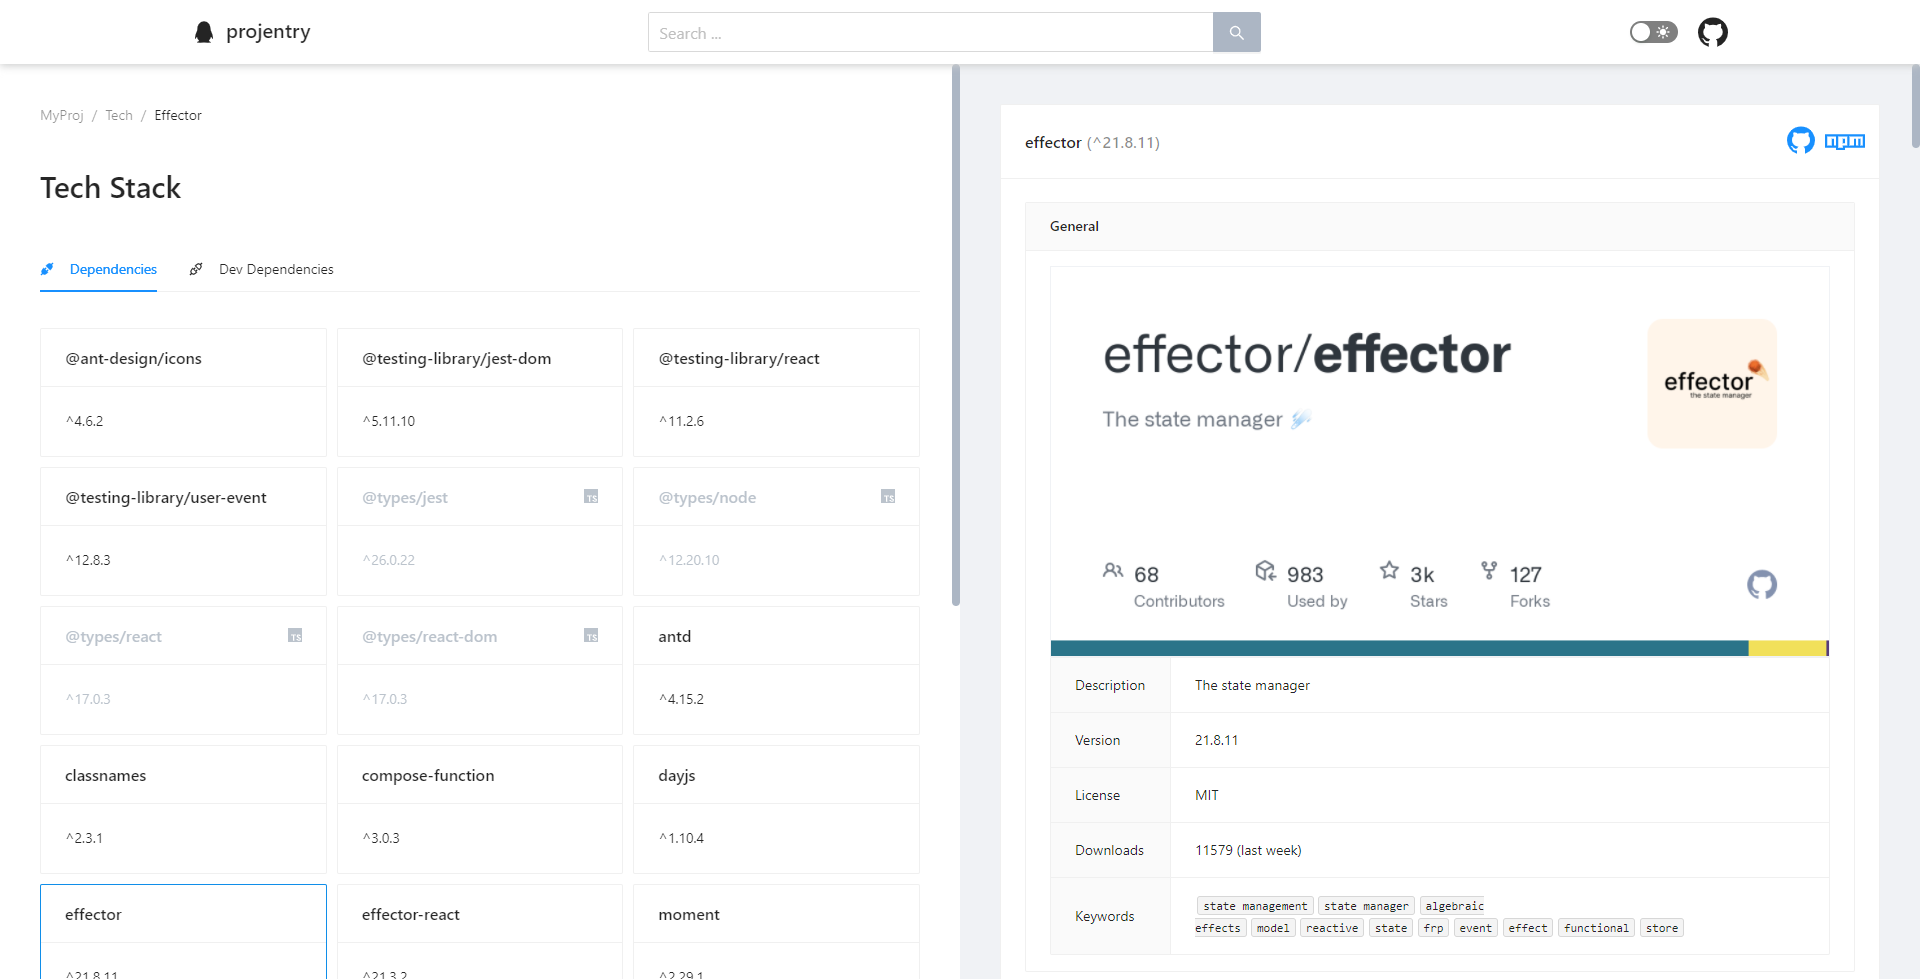 projentry
Search ...
MyProj / Tech / Effector
Tech Stack
Dependencies
Dev Dependencies
@ant-design/icons
^4.6.2
@testing-library/jest-dom
^5.11.10
@testing-library/react
^11.2.6
@testing-library/user-event
^12.8.3
@types/jest
TS
^26.0.22
@types/node
TS
^12.20.10
@types/react
TS
^17.0.3
@types/react-dom
TS
^17.0.3
antd
^4.15.2
classnames
^2.3.1
compose-function
^3.0.3
dayjs
^1.10.4
effector
^21.8.11
effector-react
^21.3.2
moment
^2.29.1
effector (^21.8.11)
npm
General
effector/effector
The state manager
effector
the state manager
68
Contributors
983
Used by
3k
Stars
127
Forks
Description The state manager
Version 21.8.11
License MIT
Downloads 11579 (last week)
Keywords
state management state manager algebraic
effects model reactive state frp event effect functional store